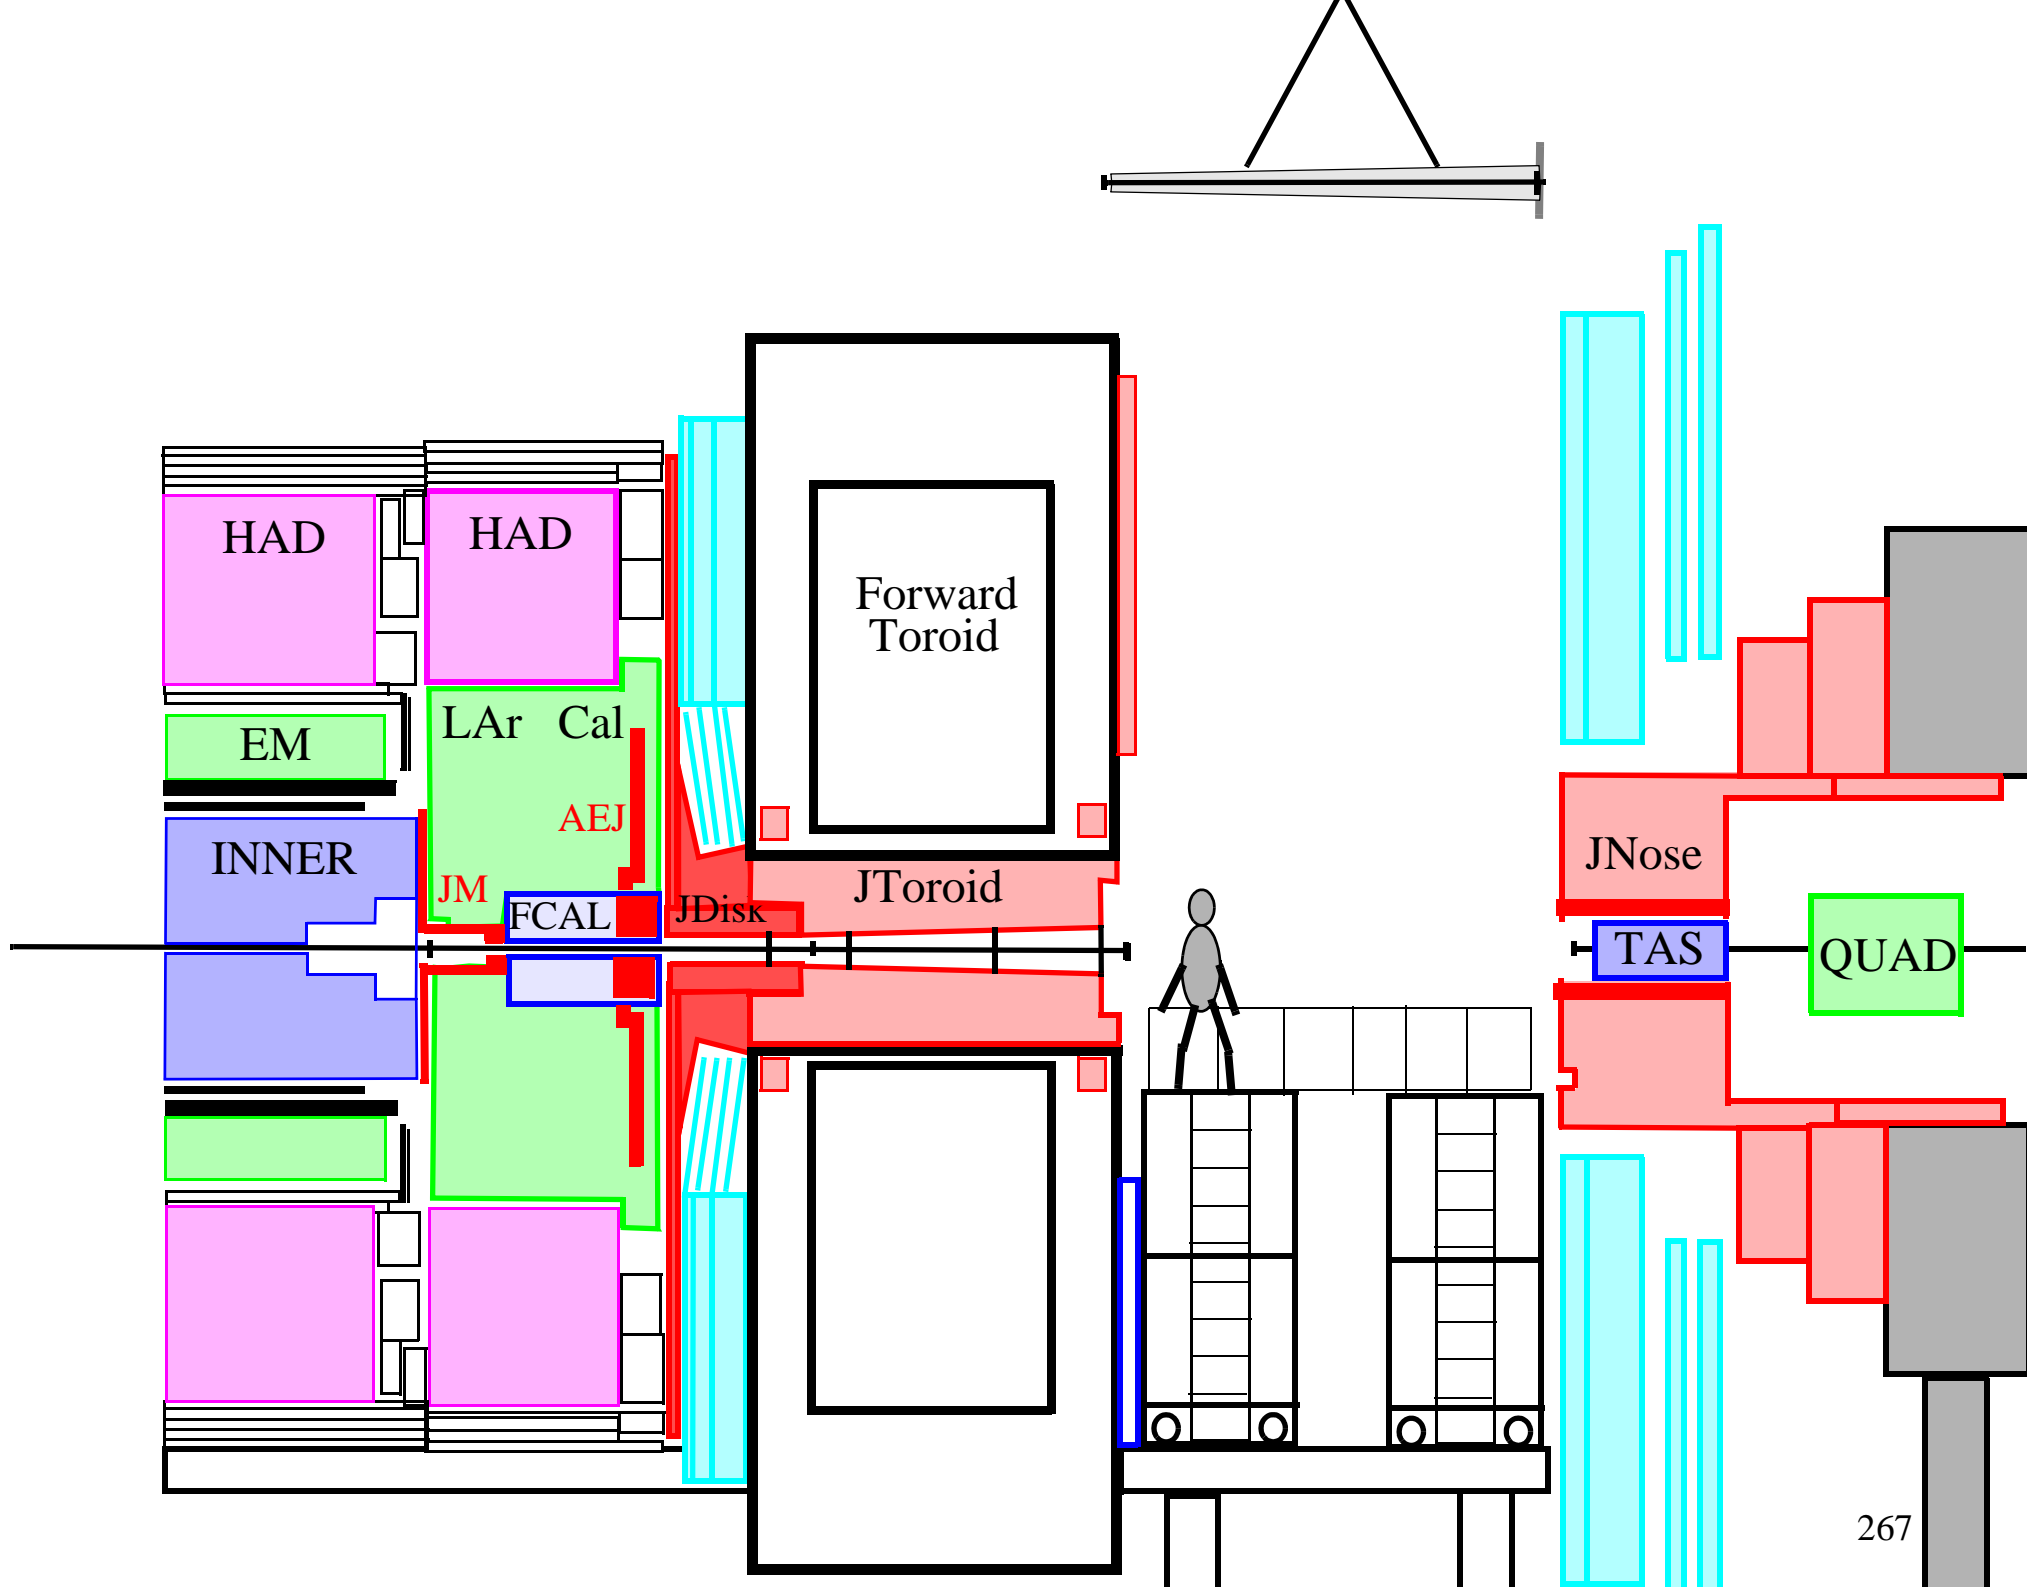 HAD
HAD
Forward
Toroid
LAr Cal
EM
AEJ
INNER
JNose
JM
JToroid
FCAL
JDisk
TAS
QUAD
267